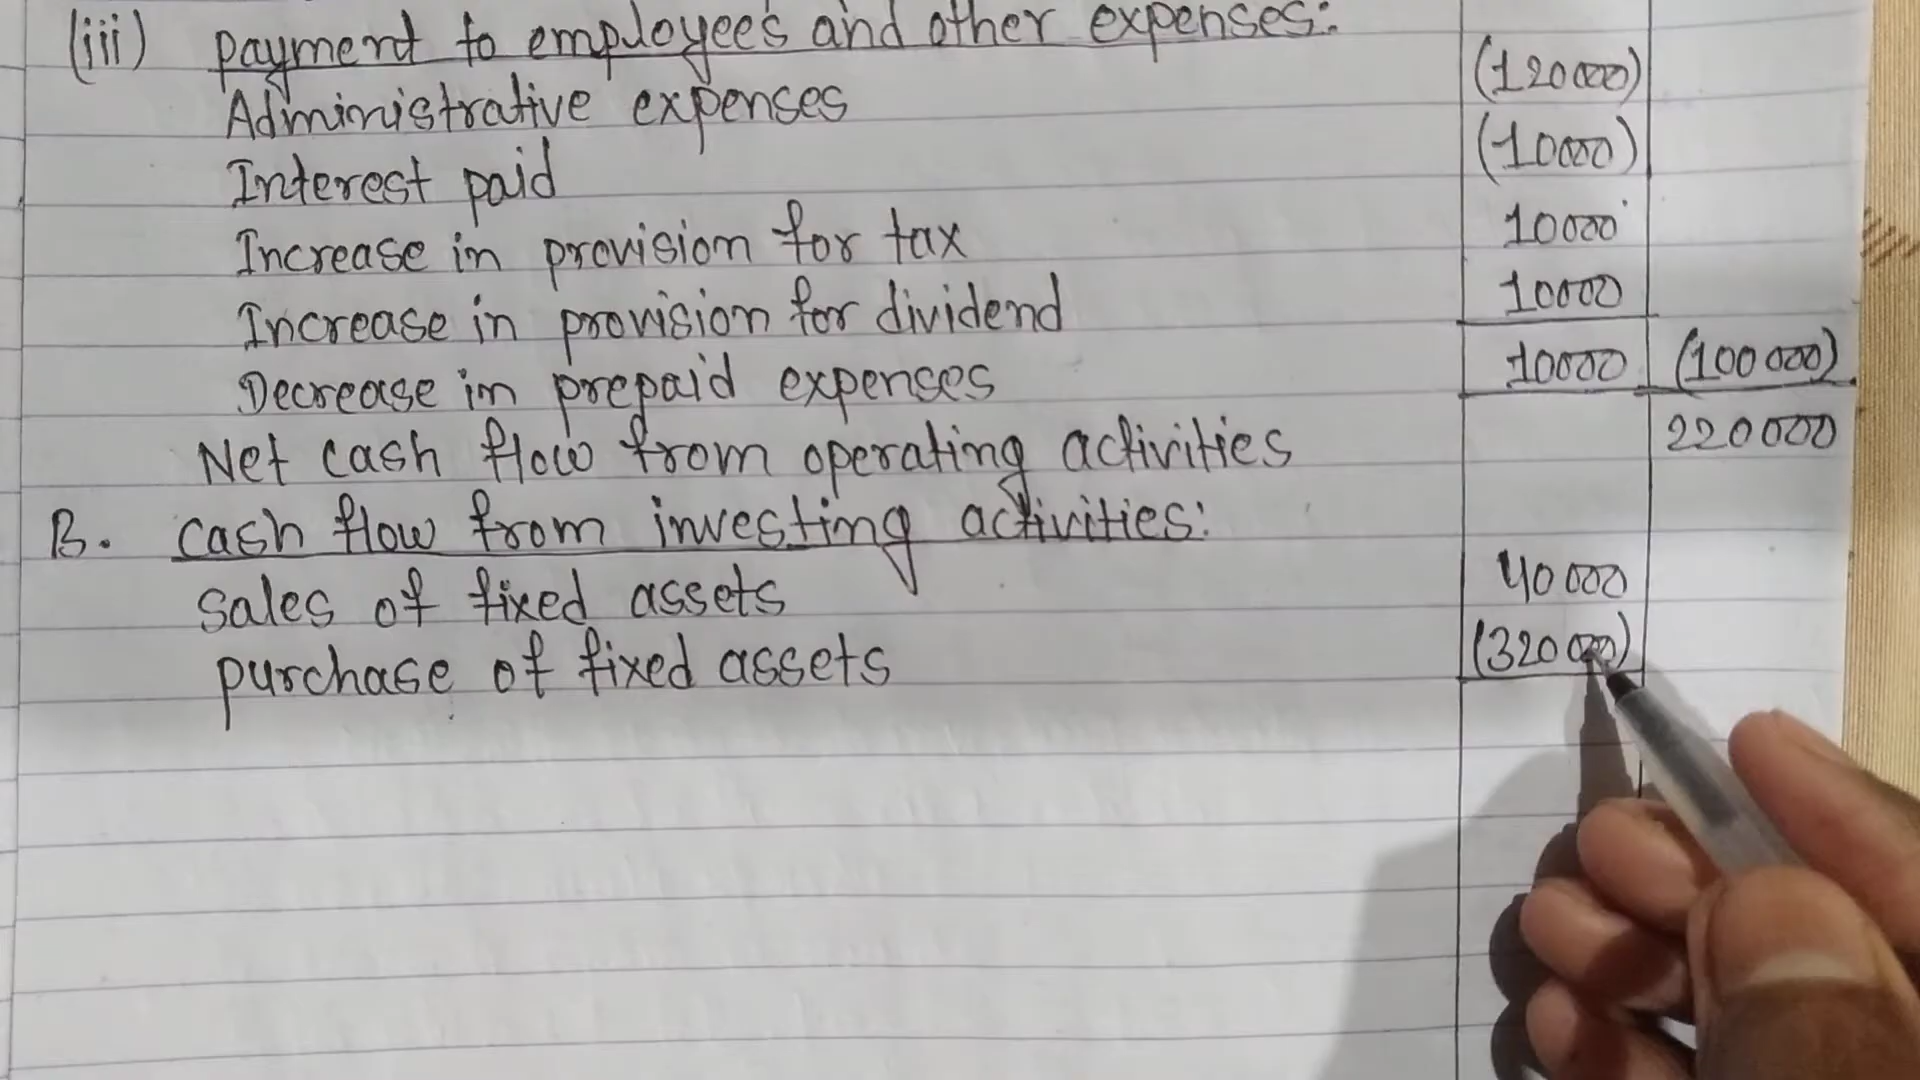 (iii) payment to employees and other expenses:
Administrative expenses (120000)
Interest paid (10000)
Increase in provision for tax 10000
Increase in provision for dividend 10000
Decrease in prepaid expenses 10000 (100000)
Net cash flow from operating activities 220000
B. cash flow from investing activities:
sales of fixed assets 40000
purchase of fixed assets (320000)